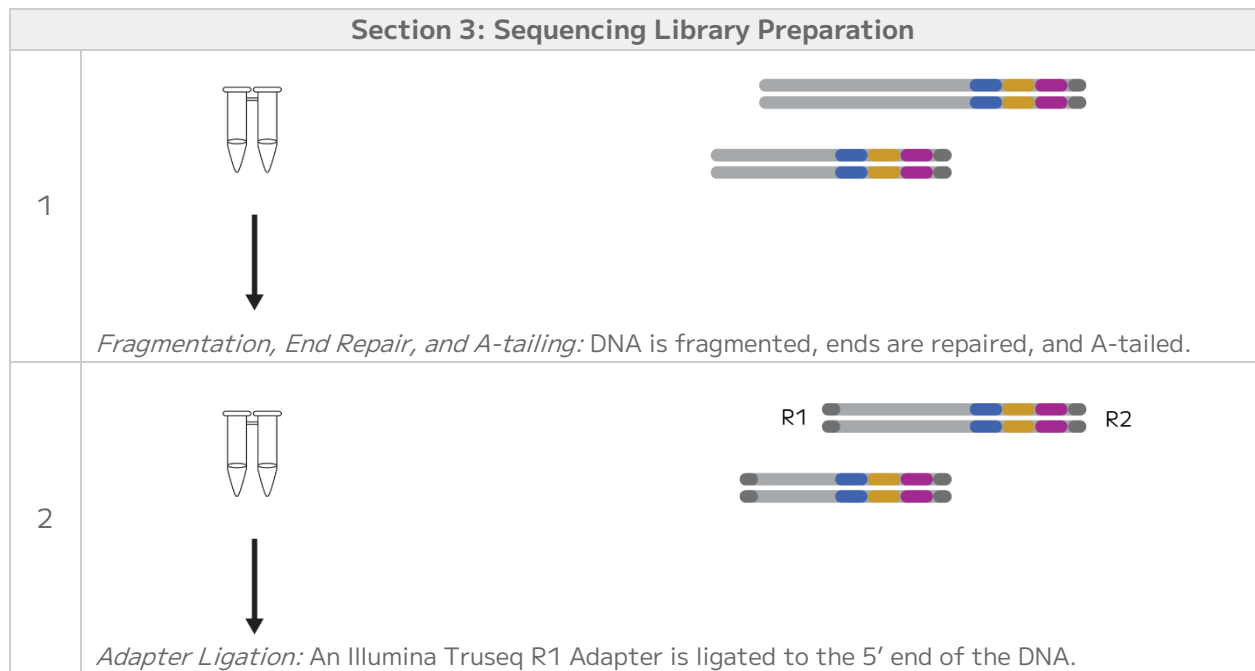 Section 3: Sequencing Library Preparation
1
Fragmentation, End Repair, and A-tailing: DNA is fragmented, ends are repaired, and A-tailed.
R1 R2
2
Adapter Ligation: An Illumina Truseq R1 Adapter is ligated to the 5’ end of the DNA.